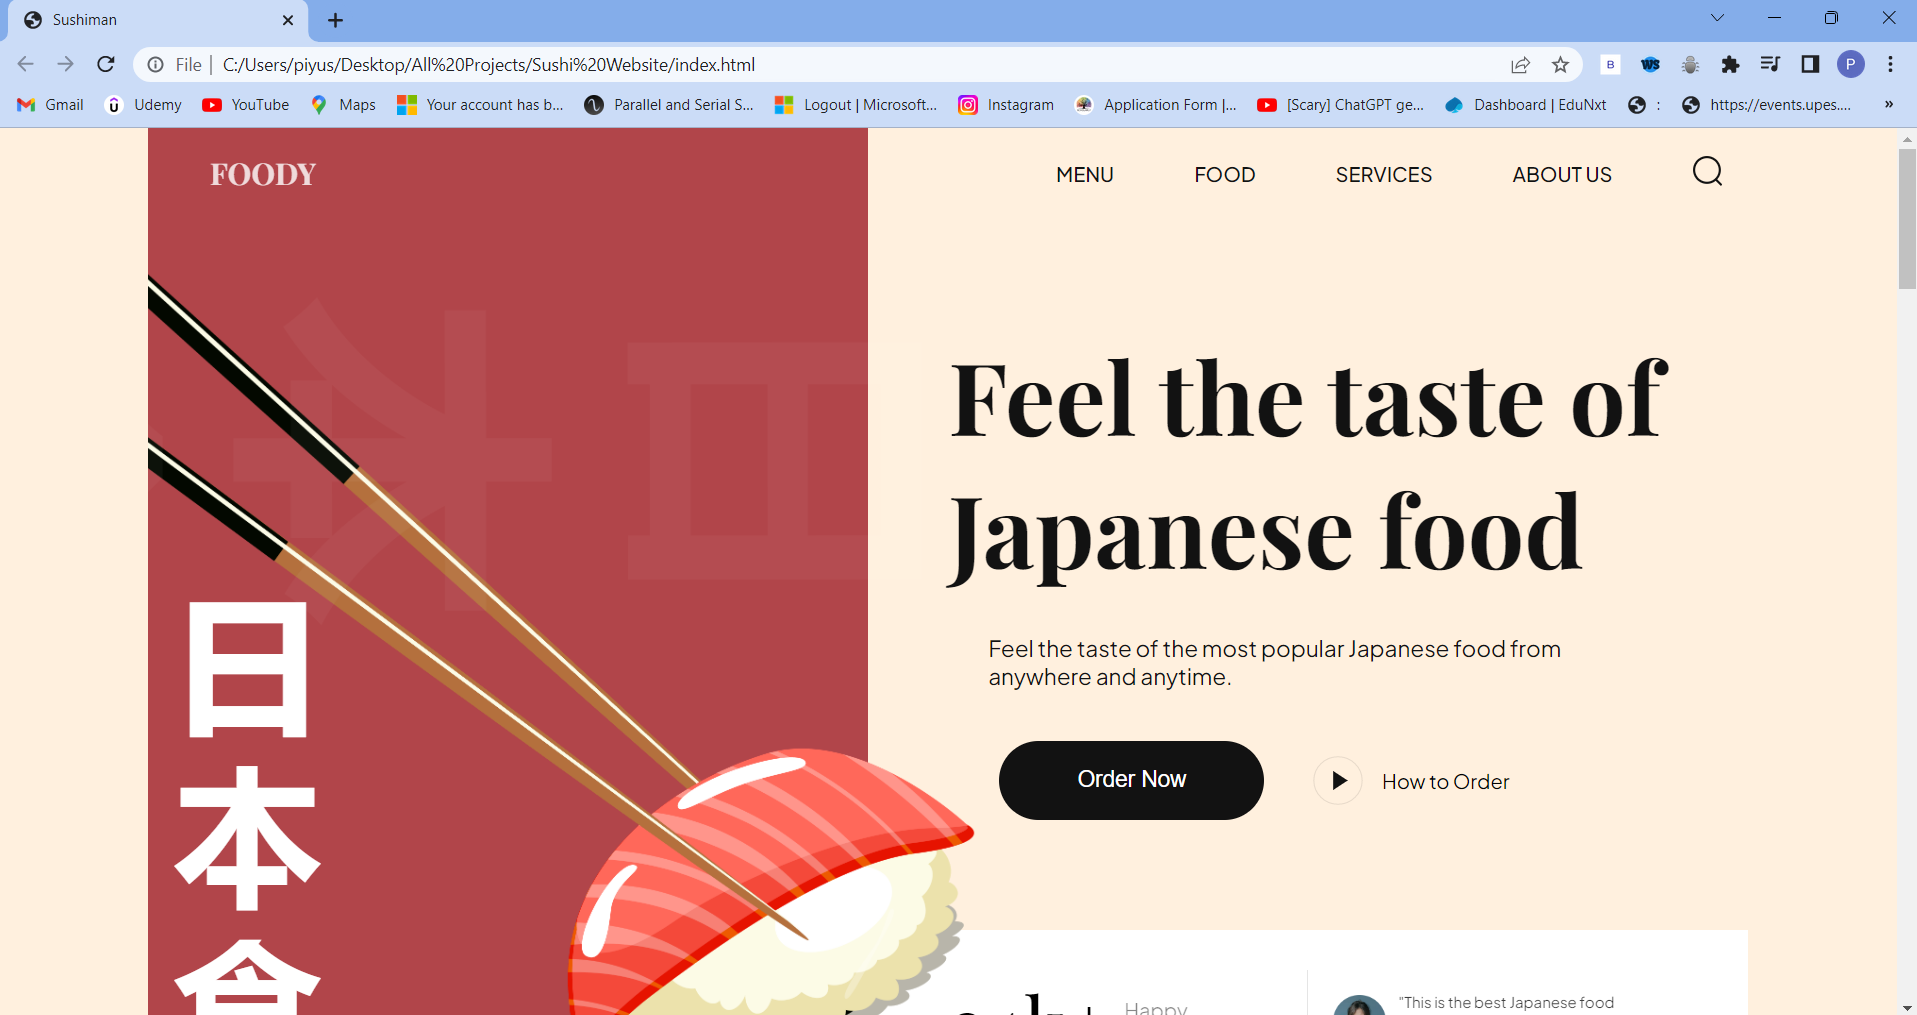 Sushiman
File | C:/Users/piyus/Desktop/All%20Projects/Sushi%20Website/index.html
B
WS
P
Gmail Udemy YouTube Maps Your account has b... Parallel and Serial S... Logout | Microsoft... Instagram Application Form |... [Scary] ChatGPT ge... Dashboard | EduNxt : https://events.upes.... »
FOODY MENU FOOD SERVICES ABOUT US
Feel the taste of
Japanese food
Feel the taste of the most popular Japanese food from
anywhere and anytime.
Order Now How to Order
日
本
食
Happy
"This is the best Japanese food